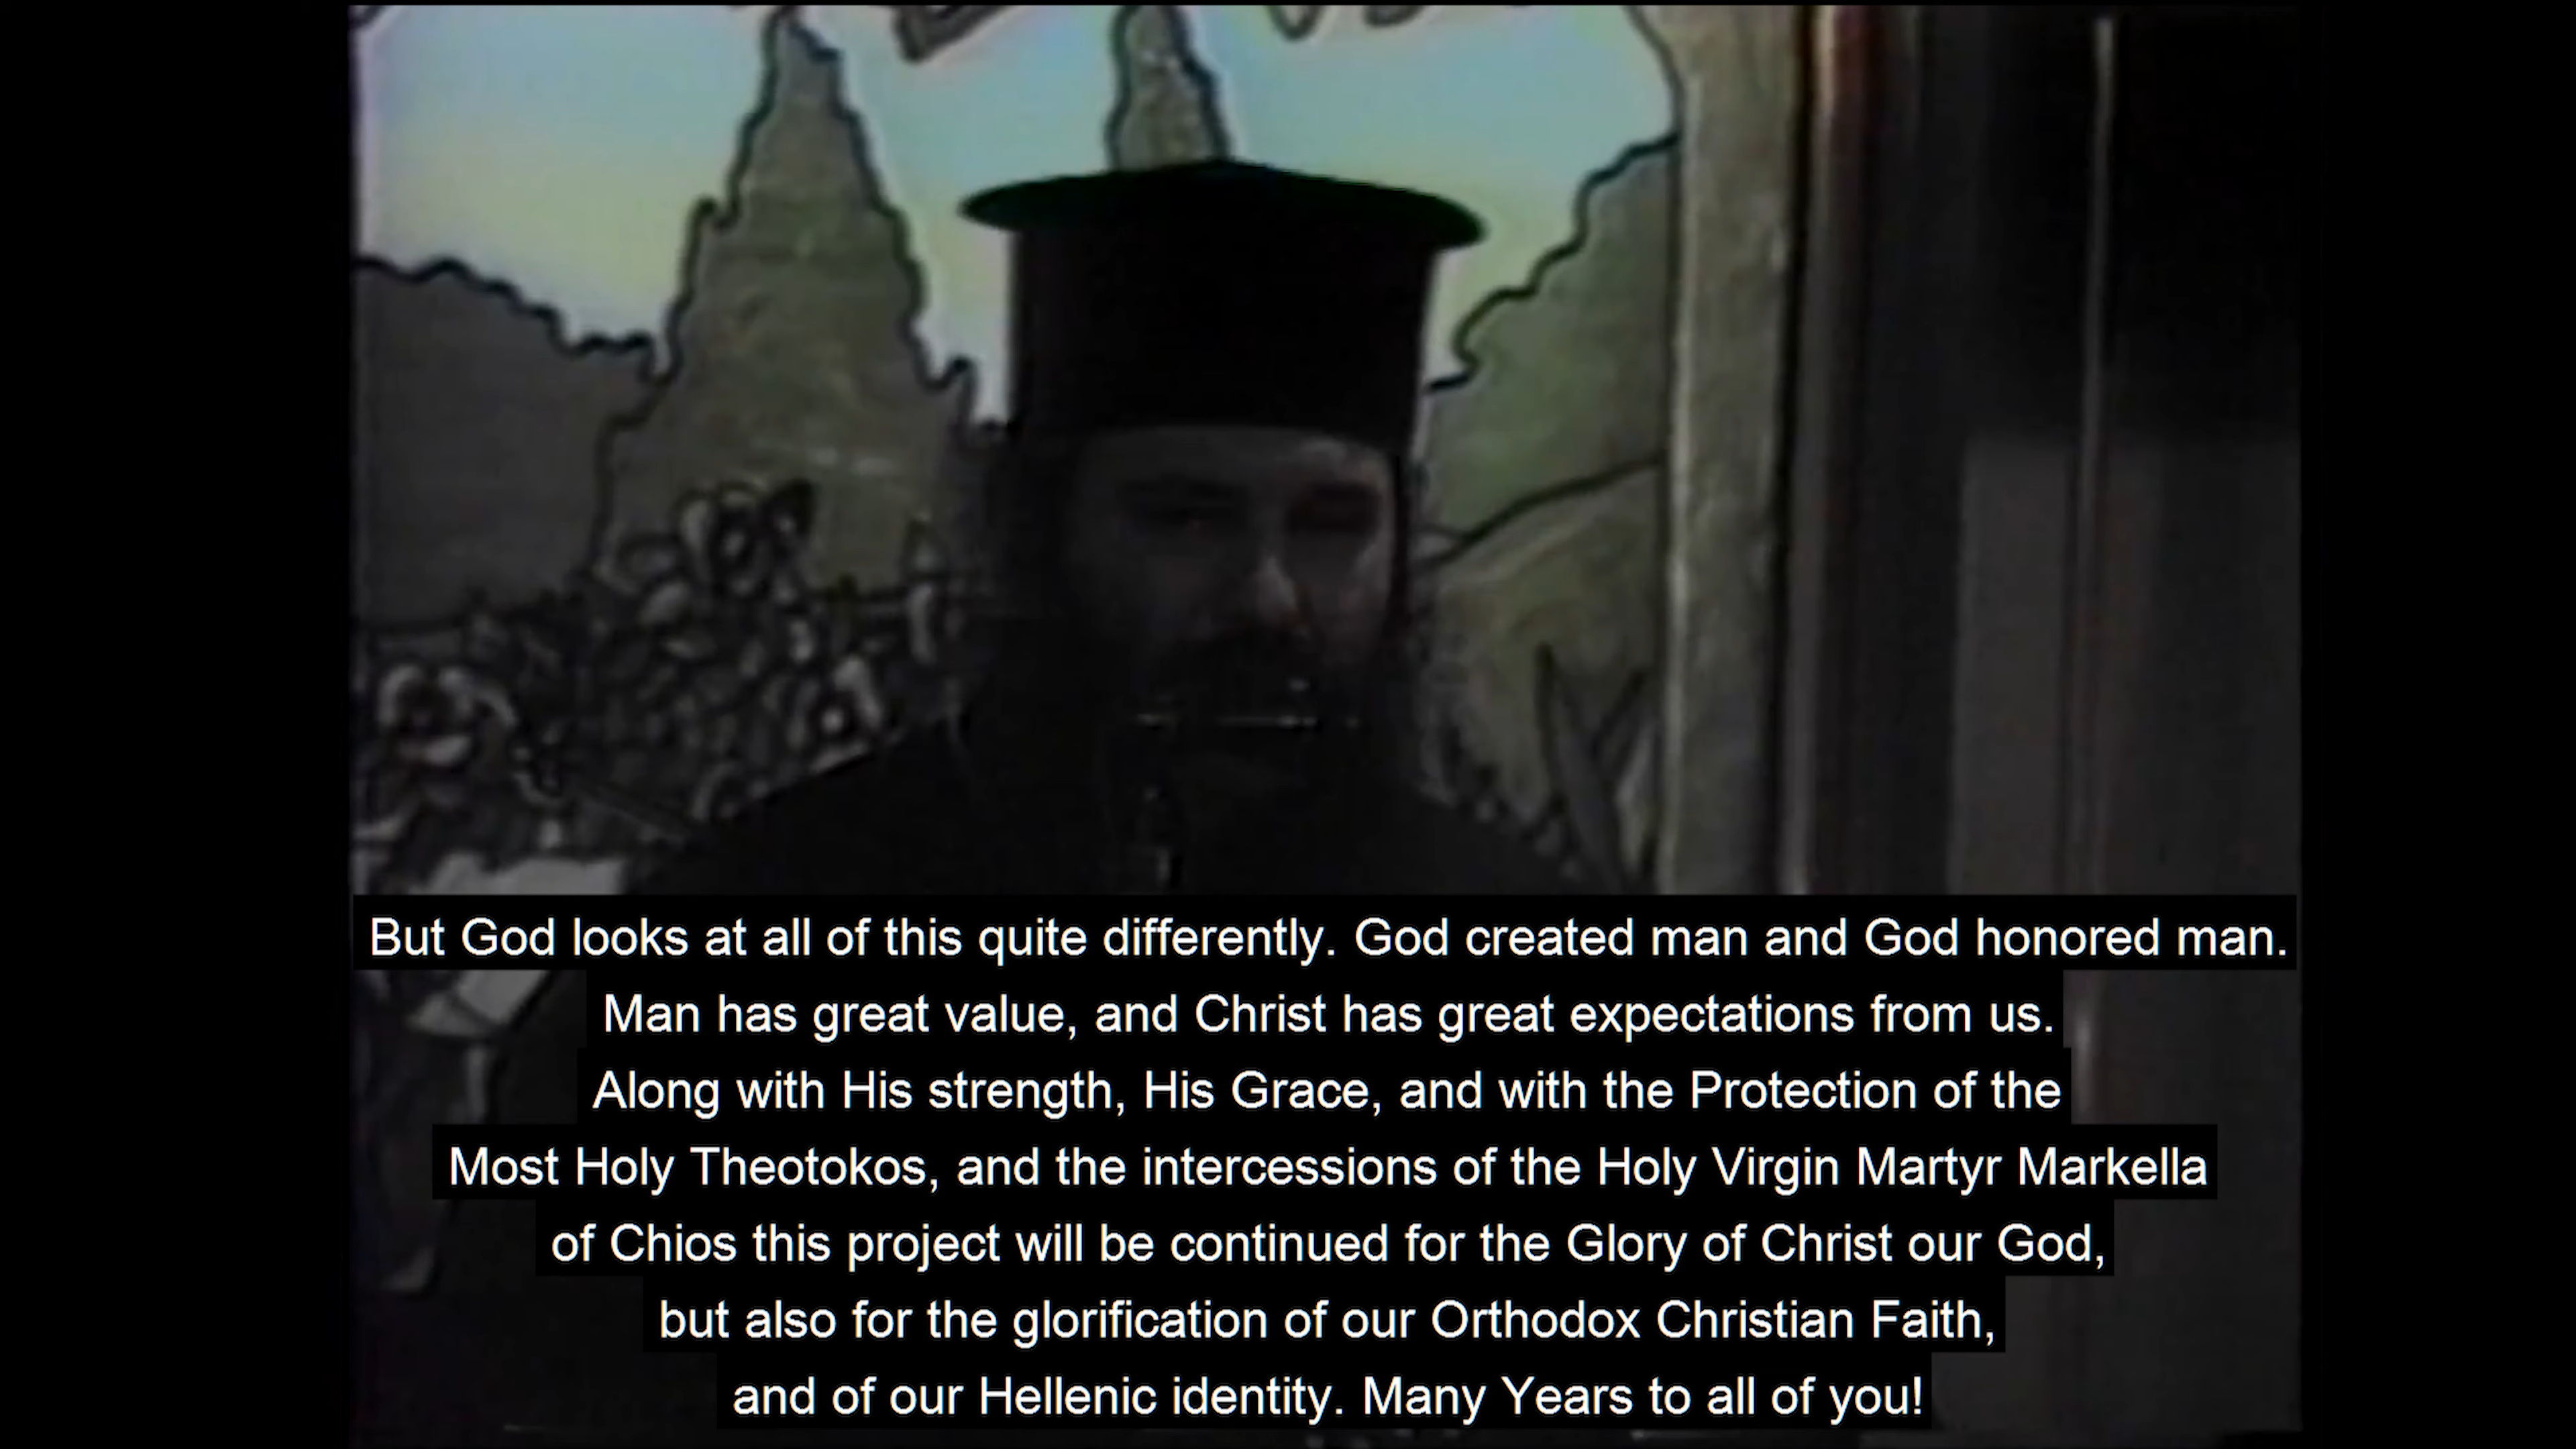 But God looks at all of this quite differently. God created man and God honored man.
Man has great value, and Christ has great expectations from us.
Along with His strength, His Grace, and with the Protection of the
Most Holy Theotokos, and the intercessions of the Holy Virgin Martyr Markella
of Chios this project will be continued for the Glory of Christ our God,
but also for the glorification of our Orthodox Christian Faith,
and of our Hellenic identity. Many Years to all of you!